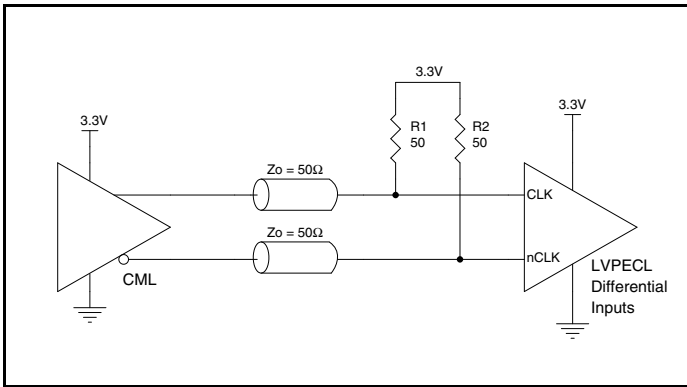 3.3V
3.3V
R1
50
R2
50
3.3V
Zo = 50Ω
CLK
Zo = 50Ω
nCLK
CML
LVPECL
Differential
Inputs